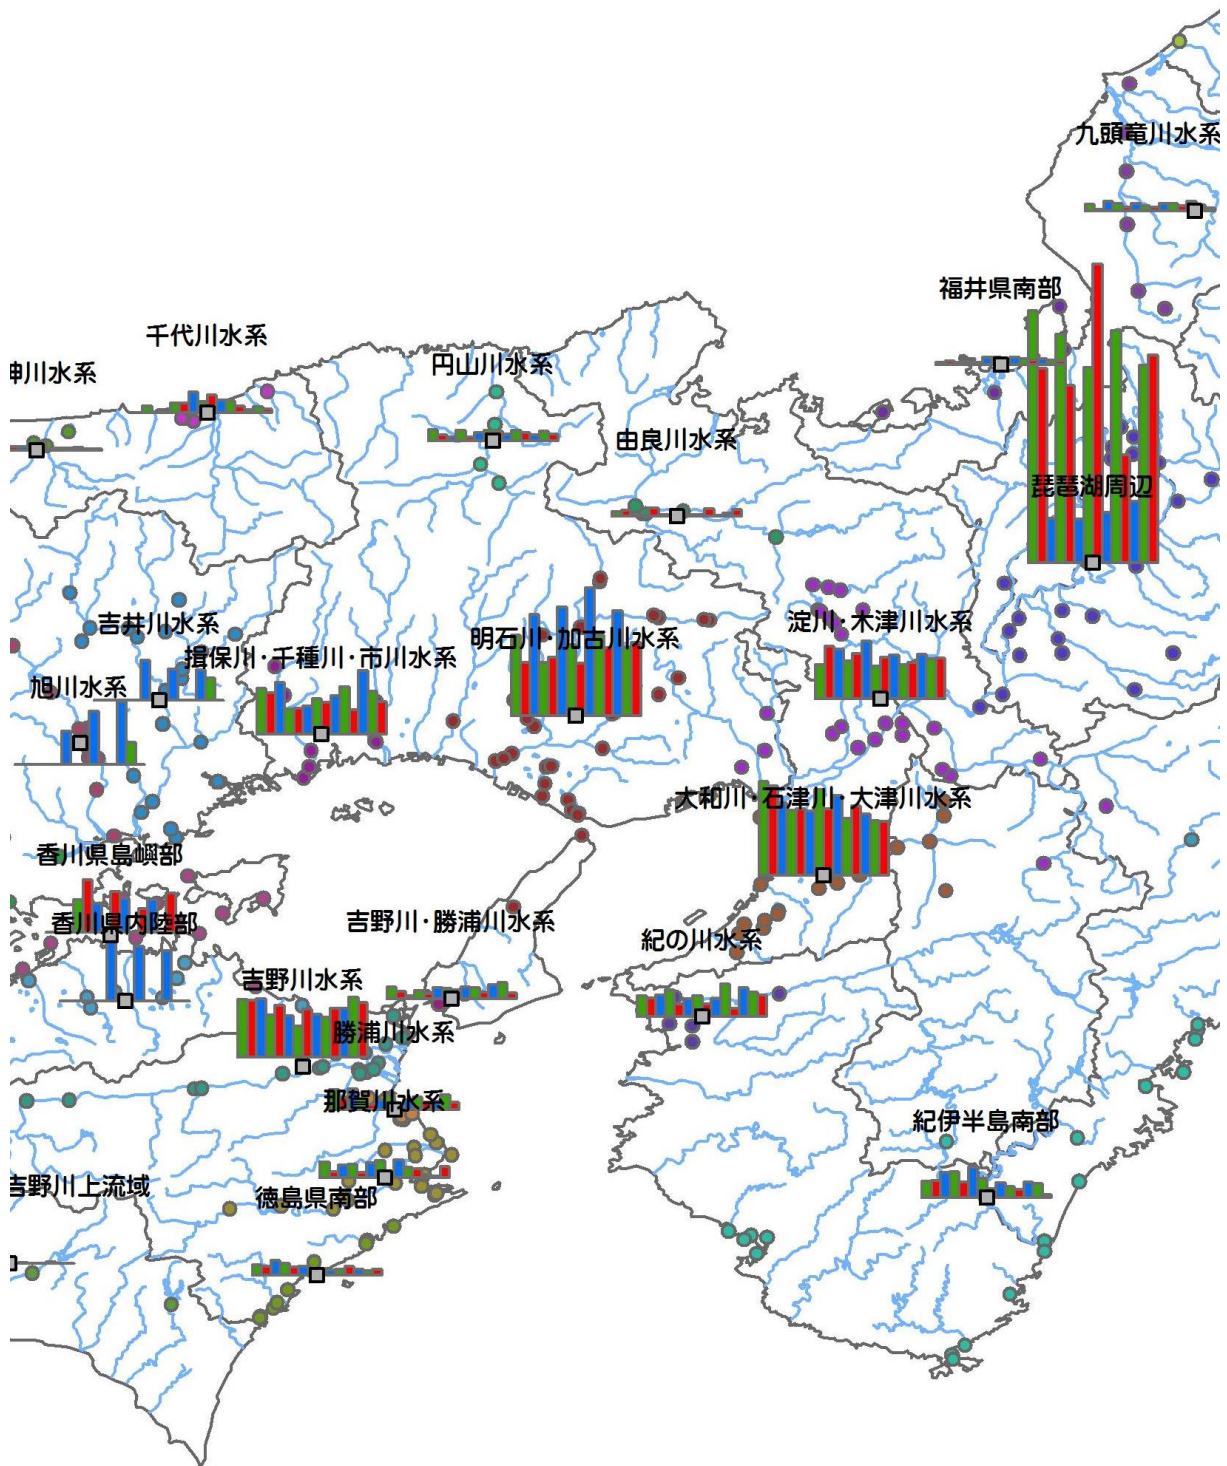 九頭竜川水系
福井県南部
千代川水系
円山川水系
神川水系
由良川水系
琵琶湖周辺
吉井川水系
淀川・木津川水系
明石川・加古川水系
揖保川・千種川・市川水系
旭川水系
大和川・石津川・大津川水系
香川県島嶼部
香川県内陸部
吉野川・勝浦川水系
紀の川水系
吉野川水系
勝浦川水系
那賀川水系
紀伊半島南部
吉野川上流域
徳島県南部